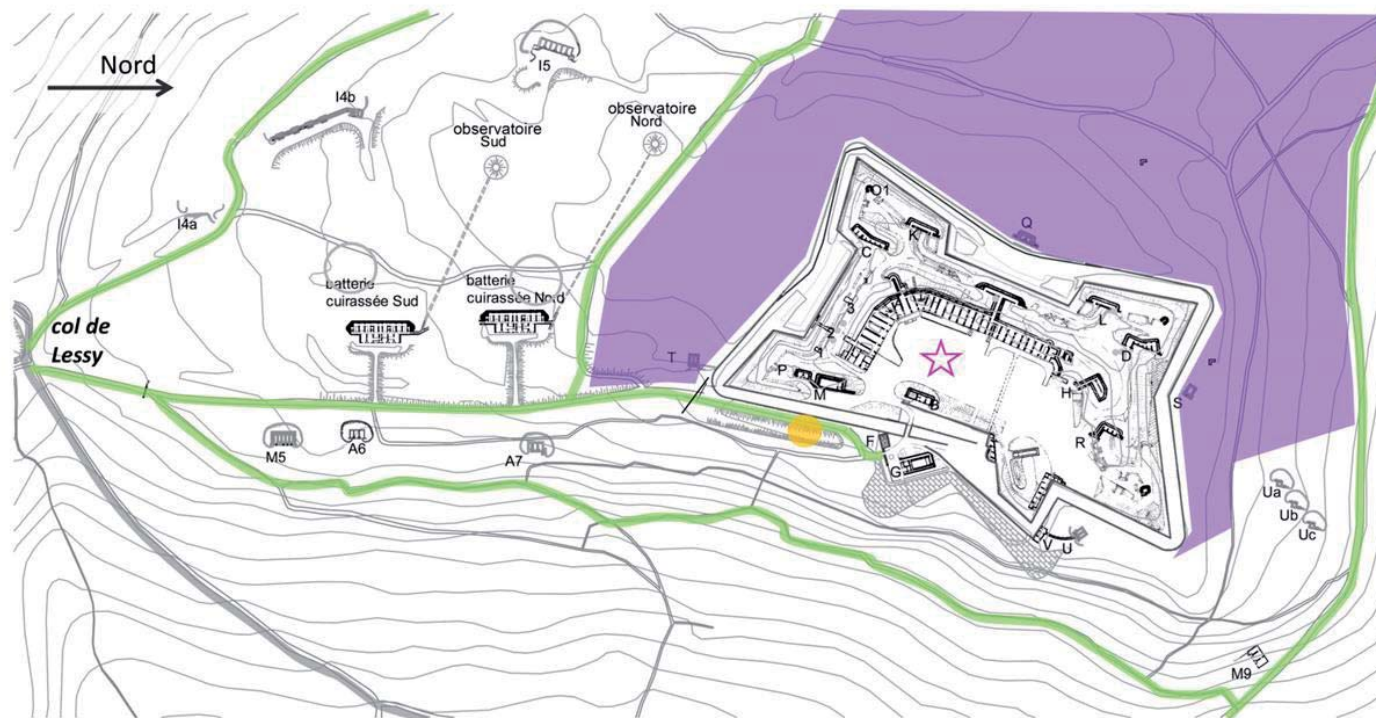 Nord
I5
I4b
observatoire
Sud
observatoire
Nord
I4a
batterie
cuirassée Sud
batterie
cuirassée Nord
col de
Lessy
O1
K
C
Q
L
D
T
P
M
B
H
S
R
F
G
M5
A6
A7
V
U
Ua
Ub
Uc
M9